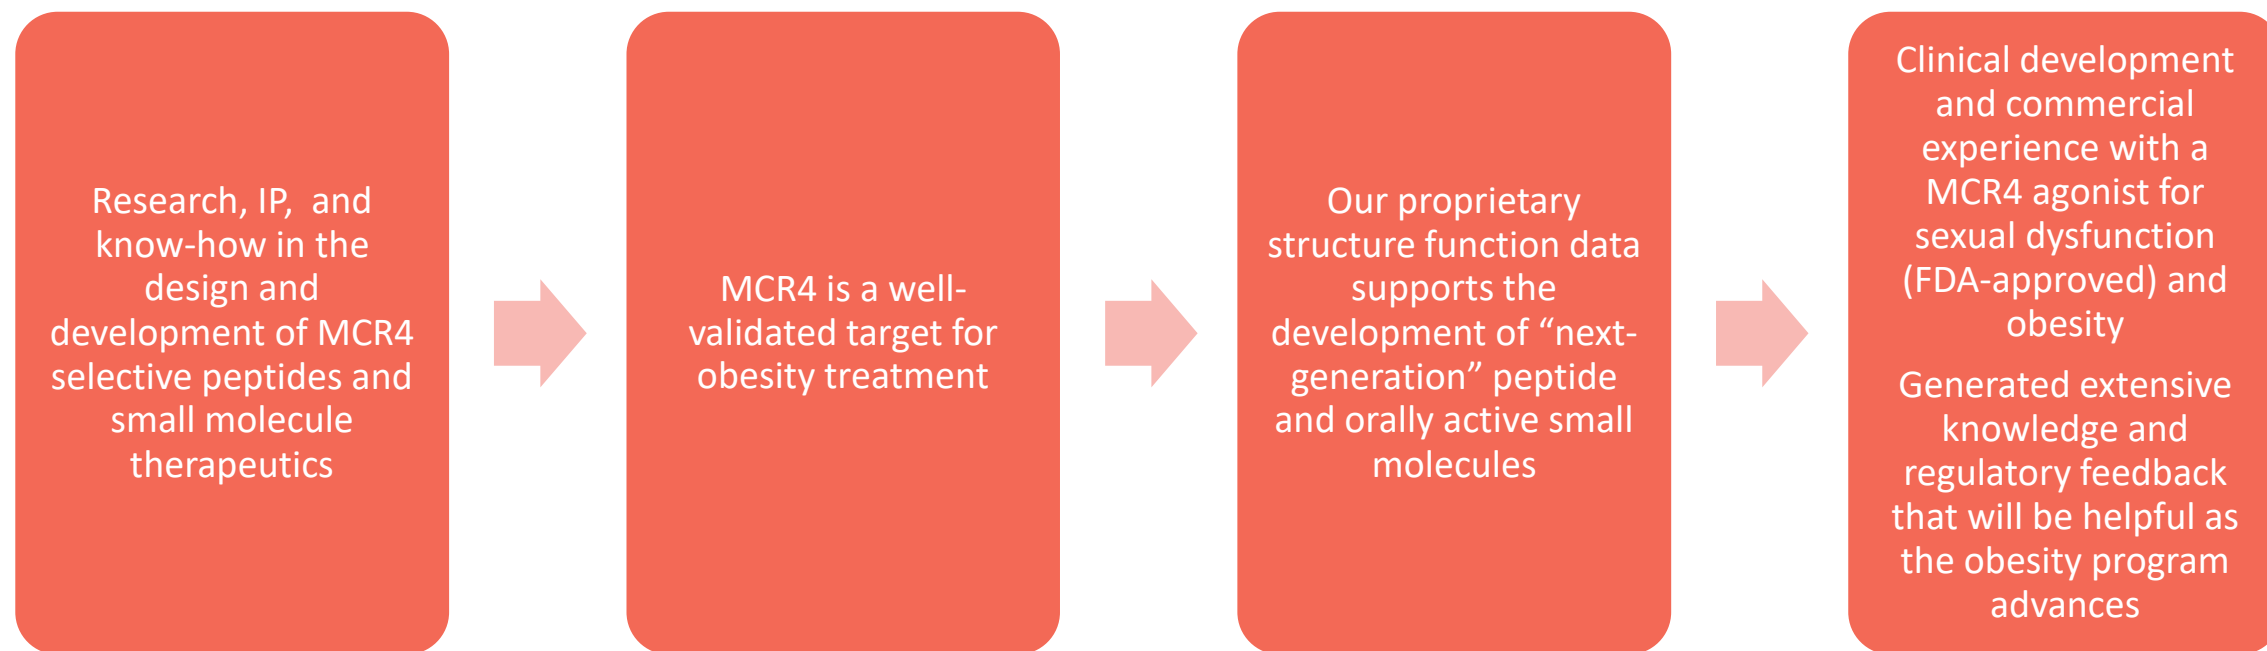 Research, IP,  and
know-how in the
design and
development of MCR4
selective peptides and
small molecule
therapeutics
MCR4 is a well-
validated target for
obesity treatment
Our proprietary
structure function data
supports the
development of “next-
generation” peptide
and orally active small
molecules
Clinical development
and commercial
experience with a
MCR4 agonist for
sexual dysfunction
(FDA-approved) and
obesity
Generated extensive
knowledge and
regulatory feedback
that will be helpful as
the obesity program
advances